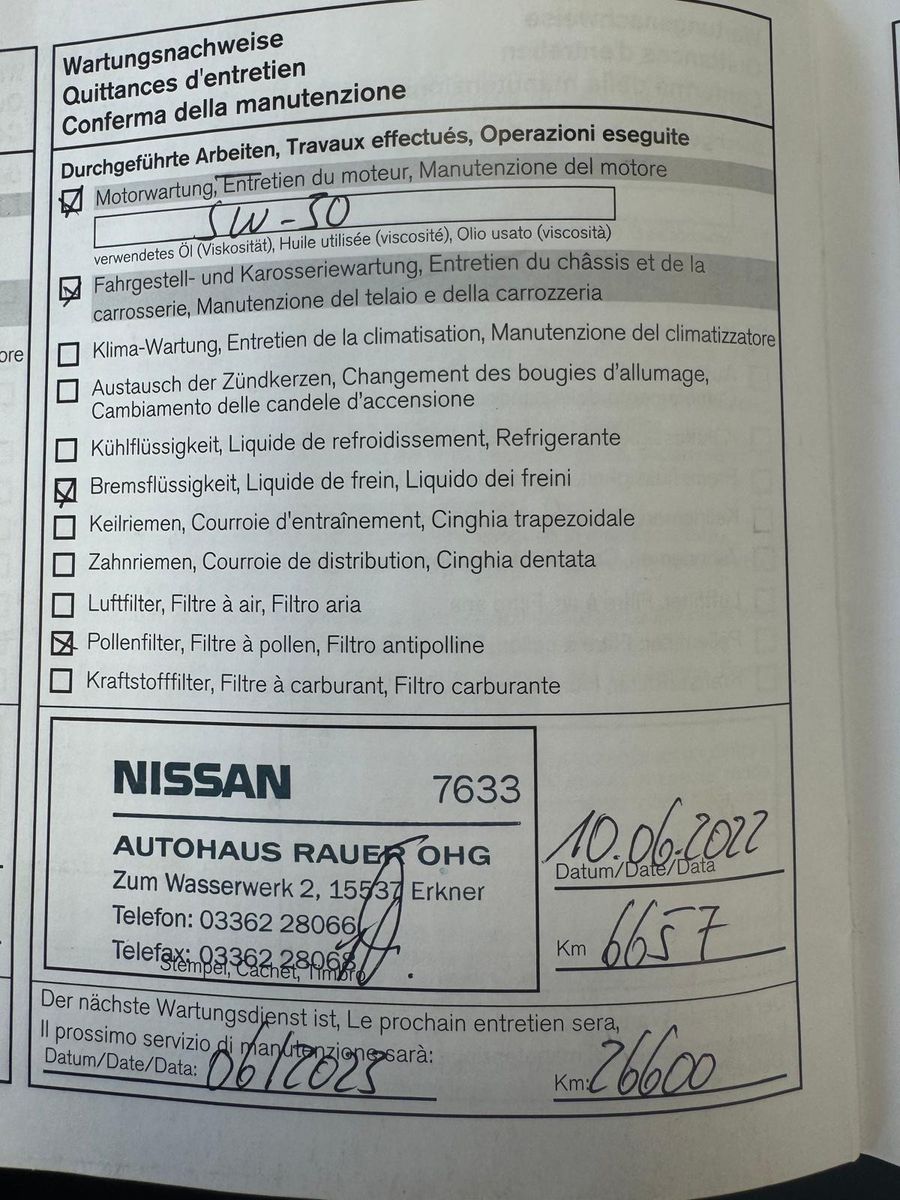 Wartungsnachweise
Quittances d'entretien
Conferma della manutenzione
Durchgeführte Arbeiten, Travaux effectués, Operazioni eseguite
Motorwartung, Entretien du moteur, Manutenzione del motore
5W-30
verwendetes Öl (Viskosität), Huile utilisée (viscosité), Olio usato (viscosità)
Fahrgestell- und Karosseriewartung, Entretien du châssis et de la
carrosserie, Manutenzione del telaio e della carrozzeria
Klima-Wartung, Entretien de la climatisation, Manutenzione del climatizzatore
Austausch der Zündkerzen, Changement des bougies d'allumage,
Cambiamento delle candele d'accensione
Kühlflüssigkeit, Liquide de refroidissement, Refrigerante
Bremsflüssigkeit, Liquide de frein, Liquido dei freini
Keilriemen, Courroie d'entraînement, Cinghia trapezoidale
Zahnriemen, Courroie de distribution, Cinghia dentata
Luftfilter, Filtre à air, Filtro aria
Pollenfilter, Filtre à pollen, Filtro antipolline
Kraftstofffilter, Filtre à carburant, Filtro carburante
NISSAN 7633
AUTOHAUS RAUER OHG
Zum Wasserwerk 2, 15537 Erkner
Telefon: 03362 28066
Telefax: 03362 28068
Stempel, Cachet, Timbro
10.06.2022
Datum/Date/Data
Km 6657
Der nächste Wartungsdienst ist, Le prochain entretien sera,
Il prossimo servizio di manutenzione sarà:
Datum/Date/Data: 06/2023
Km: 26600
ore